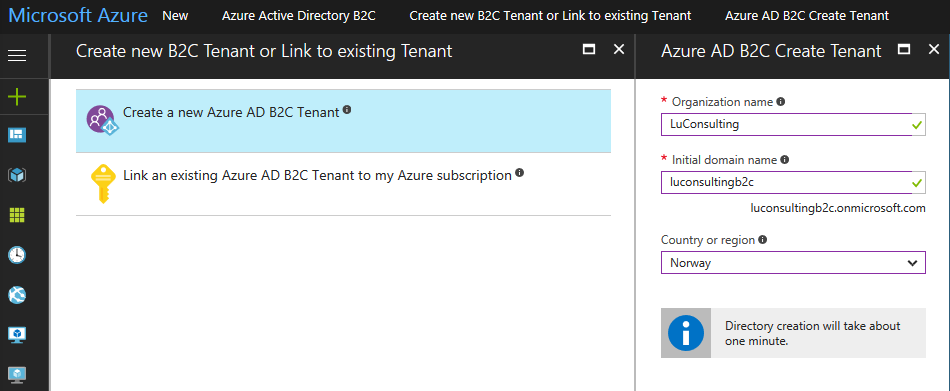 Microsoft Azure New Azure Active Directory B2C Create new B2C Tenant or Link to existing Tenant Azure AD B2C Create Tenant
Create new B2C Tenant or Link to existing Tenant
Create a new Azure AD B2C Tenant
Link an existing Azure AD B2C Tenant to my Azure subscription
Azure AD B2C Create Tenant
* Organization name
LuConsulting
* Initial domain name
luconsultingb2c
luconsultingb2c.onmicrosoft.com
Country or region
Norway
Directory creation will take about
one minute.